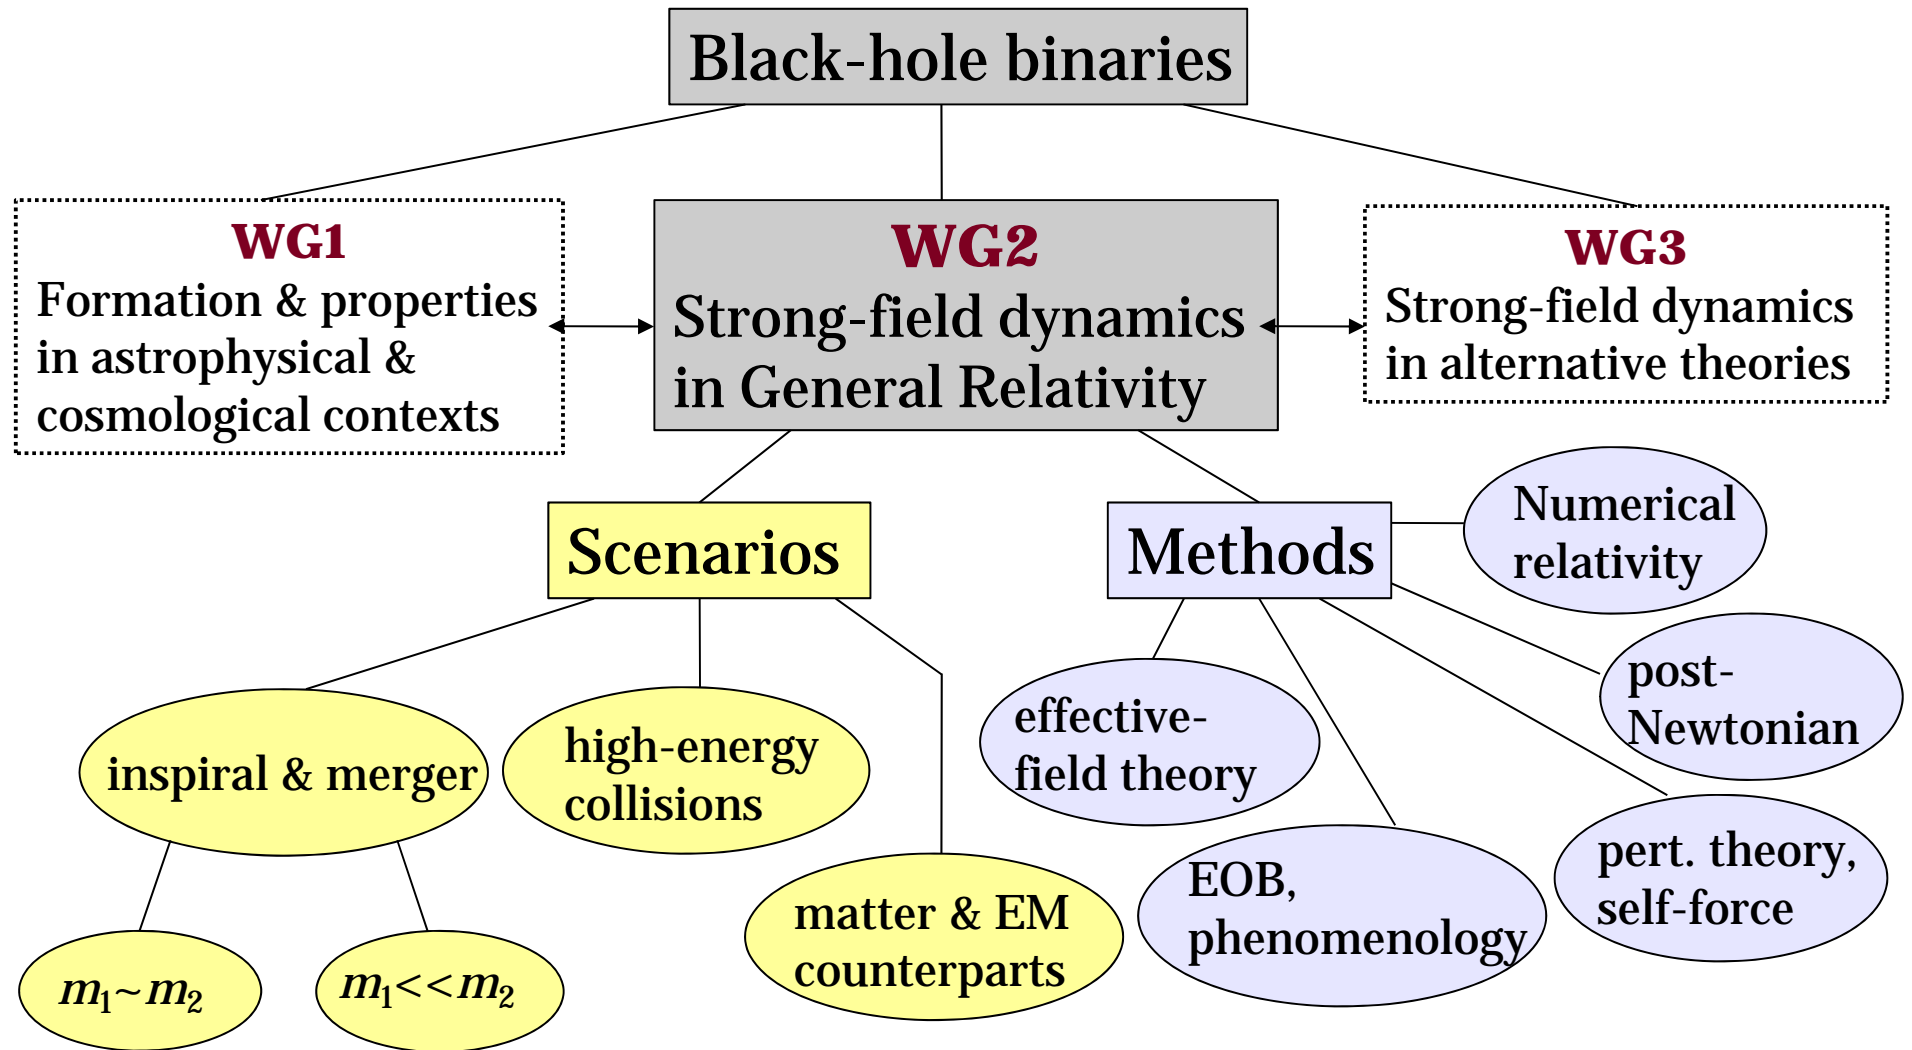 Black-hole binaries
WG1
Formation & properties
in astrophysical &
cosmological contexts
WG2
Strong-field dynamics
in General Relativity
WG3
Strong-field dynamics
in alternative theories
Scenarios
Methods
Numerical
relativity
post-
Newtonian
effective-
field theory
EOB,
phenomenology
pert. theory,
self-force
inspiral & merger
high-energy
collisions
matter & EM
counterparts
m₁~m₂
m₁<<m₂